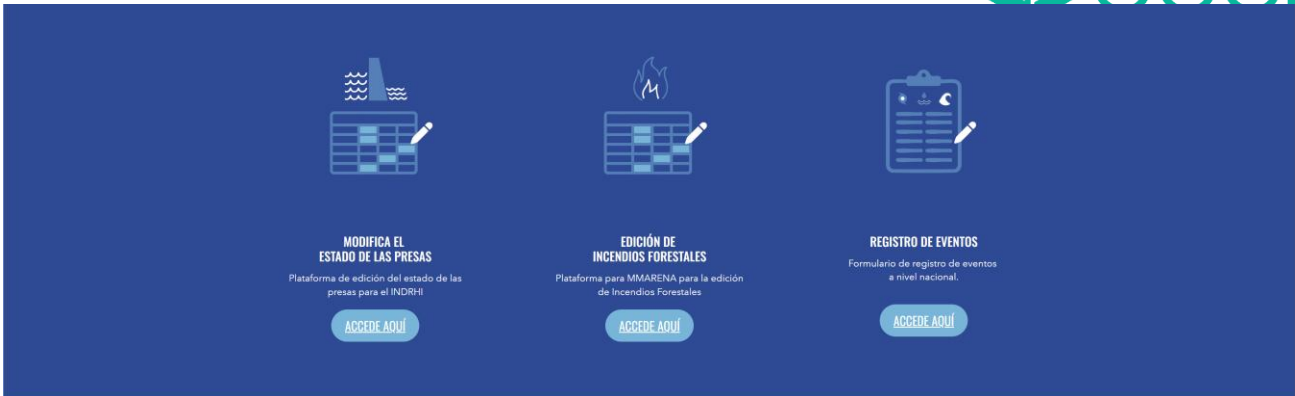 MODIFICA EL
ESTADO DE LAS PRESAS
Plataforma de edición del estado de las
presas para el INDRHI
ACCEDE AQUÍ
EDICIÓN DE
INCENDIOS FORESTALES
Plataforma para MMARENA para la edición
de Incendios Forestales
ACCEDE AQUÍ
REGISTRO DE EVENTOS
Formulario de registro de eventos
a nivel nacional.
ACCEDE AQUÍ